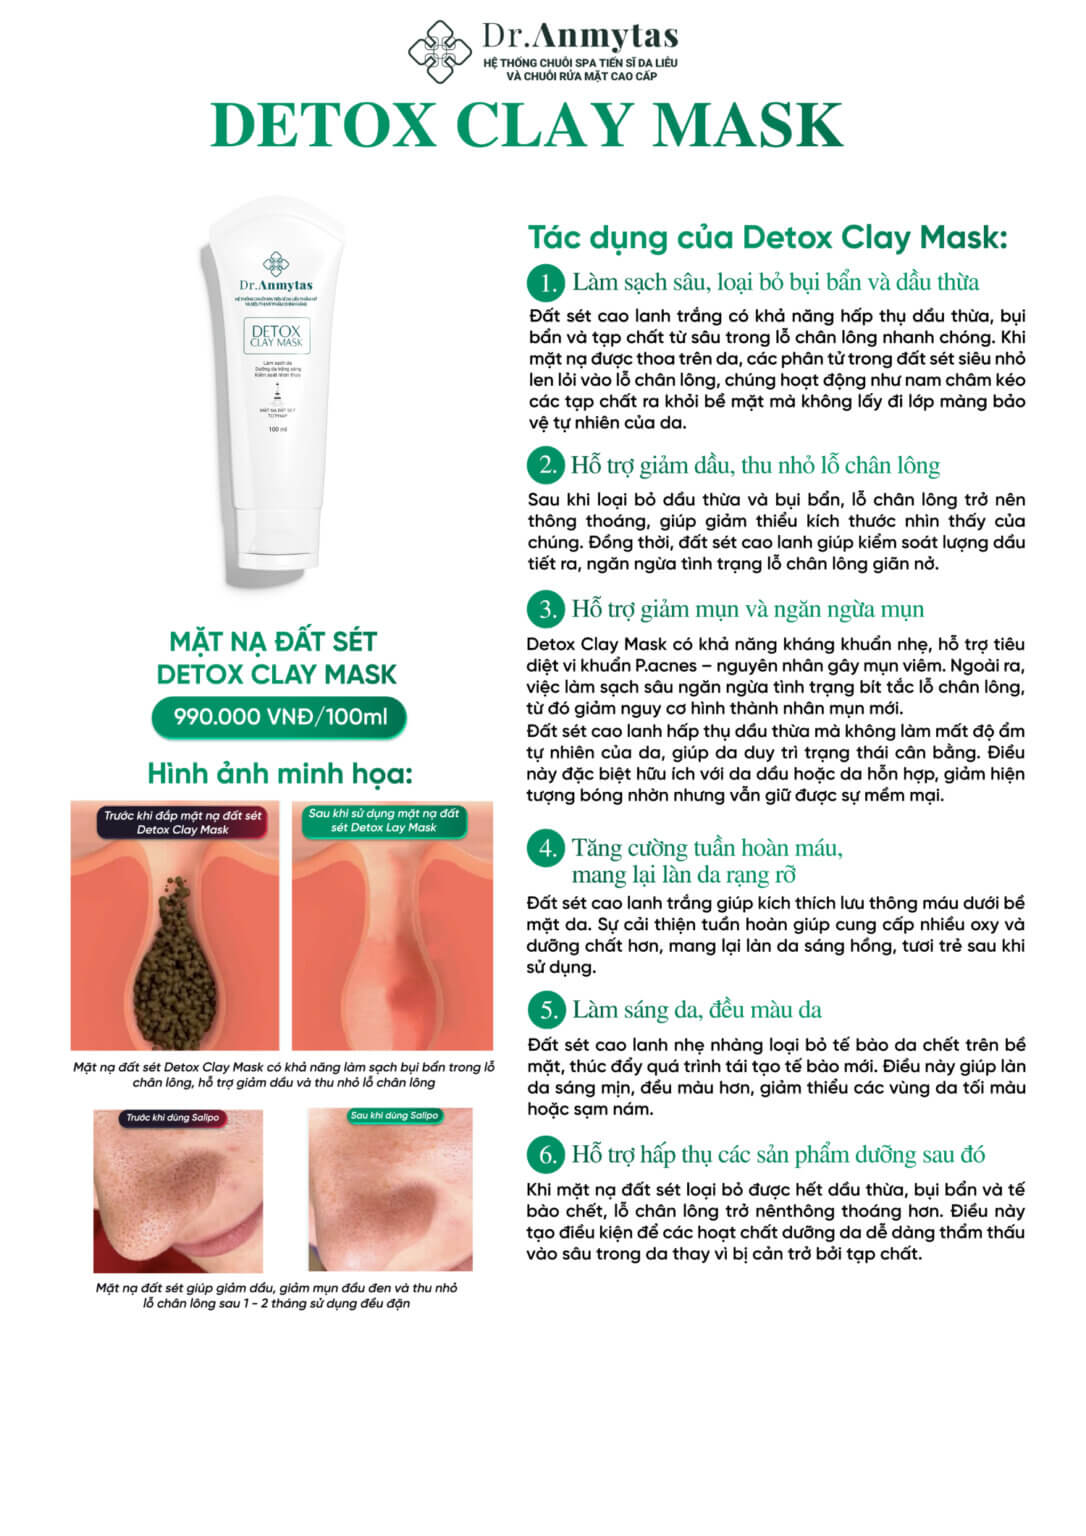 Dr.Anmytas
HỆ THỐNG CHUỖI SPA TIẾN SĨ DA LIỄU
VÀ CHUỖI RỬA MẶT CAO CẤP
DETOX CLAY MASK
Dr.Anmytas
DETOX
CLAY MASK
Làm sạch da
Dưỡng da trắng sáng
Kiểm soát nhờn thừa
MẶT NẠ ĐẤT SÉT
TỪ PHÁP
100 ml
MẶT NẠ ĐẤT SÉT
DETOX CLAY MASK
990.000 VNĐ/100ml
Hình ảnh minh họa:
Trước khi đắp mặt nạ đất sét
Detox Clay Mask
Sau khi sử dụng mặt nạ đất
sét Detox Lay Mask
Mặt nạ đất sét Detox Clay Mask có khả năng làm sạch bụi bẩn trong lỗ
chân lông, hỗ trợ giảm dầu và thu nhỏ lỗ chân lông
Trước khi dùng Salipo
Sau khi dùng Salipo
Mặt nạ đất sét giúp giảm dầu, giảm mụn đầu đen và thu nhỏ
lỗ chân lông sau 1 - 2 tháng sử dụng đều đặn
Tác dụng của Detox Clay Mask:
1. Làm sạch sâu, loại bỏ bụi bẩn và dầu thừa
Đất sét cao lanh trắng có khả năng hấp thụ dầu thừa, bụi
bẩn và tạp chất từ sâu trong lỗ chân lông nhanh chóng. Khi
mặt nạ được thoa trên da, các phân tử trong đất sét siêu nhỏ
len lỏi vào lỗ chân lông, chúng hoạt động như nam châm kéo
các tạp chất ra khỏi bề mặt mà không lấy đi lớp màng bảo
vệ tự nhiên của da.
2. Hỗ trợ giảm dầu, thu nhỏ lỗ chân lông
Sau khi loại bỏ dầu thừa và bụi bẩn, lỗ chân lông trở nên
thông thoáng, giúp giảm thiểu kích thước nhìn thấy của
chúng. Đồng thời, đất sét cao lanh giúp kiểm soát lượng dầu
tiết ra, ngăn ngừa tình trạng lỗ chân lông giãn nở.
3. Hỗ trợ giảm mụn và ngăn ngừa mụn
Detox Clay Mask có khả năng kháng khuẩn nhẹ, hỗ trợ tiêu
diệt vi khuẩn P.acnes – nguyên nhân gây mụn viêm. Ngoài ra,
việc làm sạch sâu ngăn ngừa tình trạng bít tắc lỗ chân lông,
từ đó giảm nguy cơ hình thành nhân mụn mới.
Đất sét cao lanh hấp thụ dầu thừa mà không làm mất độ ẩm
tự nhiên của da, giúp da duy trì trạng thái cân bằng. Điều
này đặc biệt hữu ích với da dầu hoặc da hỗn hợp, giảm hiện
tượng bóng nhờn nhưng vẫn giữ được sự mềm mại.
4. Tăng cường tuần hoàn máu,
mang lại làn da rạng rỡ
Đất sét cao lanh trắng giúp kích thích lưu thông máu dưới bề
mặt da. Sự cải thiện tuần hoàn giúp cung cấp nhiều oxy và
dưỡng chất hơn, mang lại làn da sáng hồng, tươi trẻ sau khi
sử dụng.
5. Làm sáng da, đều màu da
Đất sét cao lanh nhẹ nhàng loại bỏ tế bào da chết trên bề
mặt, thúc đẩy quá trình tái tạo tế bào mới. Điều này giúp làn
da sáng mịn, đều màu hơn, giảm thiểu các vùng da tối màu
hoặc sạm nám.
6. Hỗ trợ hấp thụ các sản phẩm dưỡng sau đó
Khi mặt nạ đất sét loại bỏ được hết dầu thừa, bụi bẩn và tế
bào chết, lỗ chân lông trở nênthông thoáng hơn. Điều này
tạo điều kiện để các hoạt chất dưỡng da dễ dàng thẩm thấu
vào sâu trong da thay vì bị cản trở bởi tạp chất.